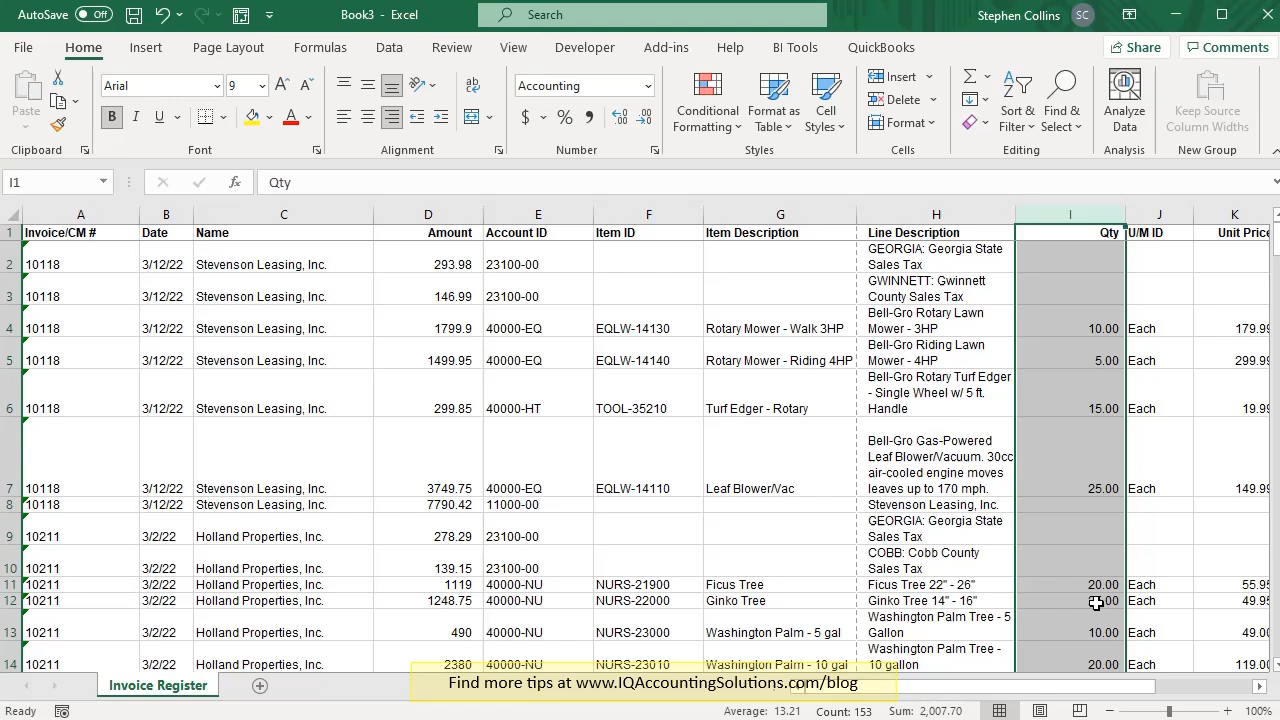 AutoSave Off Book3 - Excel Search Stephen Collins SC
File Home Insert Page Layout Formulas Data Review View Developer Add-ins Help BI Tools QuickBooks Share Comments
Paste
Clipboard
Arial 9
B I U
Font
Alignment
Accounting
$ % ,
Number
Conditional Formatting
Format as Table
Cell Styles
Styles
Insert
Delete
Format
Cells
Sort & Filter
Find & Select
Editing
Analyze Data
Analysis
Keep Source Column Widths
New Group
I1 fx Qty
A B C D E F G H I J K
1 Invoice/CM # Date Name Amount Account ID Item ID Item Description Line Description Qty U/M ID Unit Price
GEORGIA: Georgia State
2 10118 3/12/22 Stevenson Leasing, Inc. 293.98 23100-00 Sales Tax
GWINNETT: Gwinnett
3 10118 3/12/22 Stevenson Leasing, Inc. 146.99 23100-00 County Sales Tax
Bell-Gro Rotary Lawn
4 10118 3/12/22 Stevenson Leasing, Inc. 1799.9 40000-EQ EQLW-14130 Rotary Mower - Walk 3HP Mower - 3HP 10.00 Each 179.99
Bell-Gro Riding Lawn
5 10118 3/12/22 Stevenson Leasing, Inc. 1499.95 40000-EQ EQLW-14140 Rotary Mower - Riding 4HP Mower - 4HP 5.00 Each 299.99
Bell-Gro Rotary Turf Edger
- Single Wheel w/ 5 ft.
6 10118 3/12/22 Stevenson Leasing, Inc. 299.85 40000-HT TOOL-35210 Turf Edger - Rotary Handle 15.00 Each 19.99
Bell-Gro Gas-Powered
Leaf Blower/Vacuum. 30cc
air-cooled engine moves
7 10118 3/12/22 Stevenson Leasing, Inc. 3749.75 40000-EQ EQLW-14110 Leaf Blower/Vac leaves up to 170 mph. 25.00 Each 149.99
8 10118 3/12/22 Stevenson Leasing, Inc. 7790.42 11000-00 Stevenson Leasing, Inc.
GEORGIA: Georgia State
9 10211 3/2/22 Holland Properties, Inc. 278.29 23100-00 Sales Tax
COBB: Cobb County
10 10211 3/2/22 Holland Properties, Inc. 139.15 23100-00 Sales Tax
11 10211 3/2/22 Holland Properties, Inc. 1119 40000-NU NURS-21900 Ficus Tree Ficus Tree 22" - 26" 20.00 Each 55.95
12 10211 3/2/22 Holland Properties, Inc. 1248.75 40000-NU NURS-22000 Ginko Tree Ginko Tree 14" - 16" Each 49.95
Washington Palm Tree - 5
13 10211 3/2/22 Holland Properties, Inc. 490 40000-NU NURS-23000 Washington Palm - 5 gal Gallon 10.00 Each 49.00
Washington Palm Tree -
14 10211 3/2/22 Holland Properties, Inc. 2380 40000-NU NURS-23010 Washington Palm - 10 gal 10 gallon 20.00 Each 119.00
Invoice Register
Find more tips at www.IQAccountingSolutions.com/blog
Ready Average: 13.21 Count: 153 Sum: 2,007.70 100%